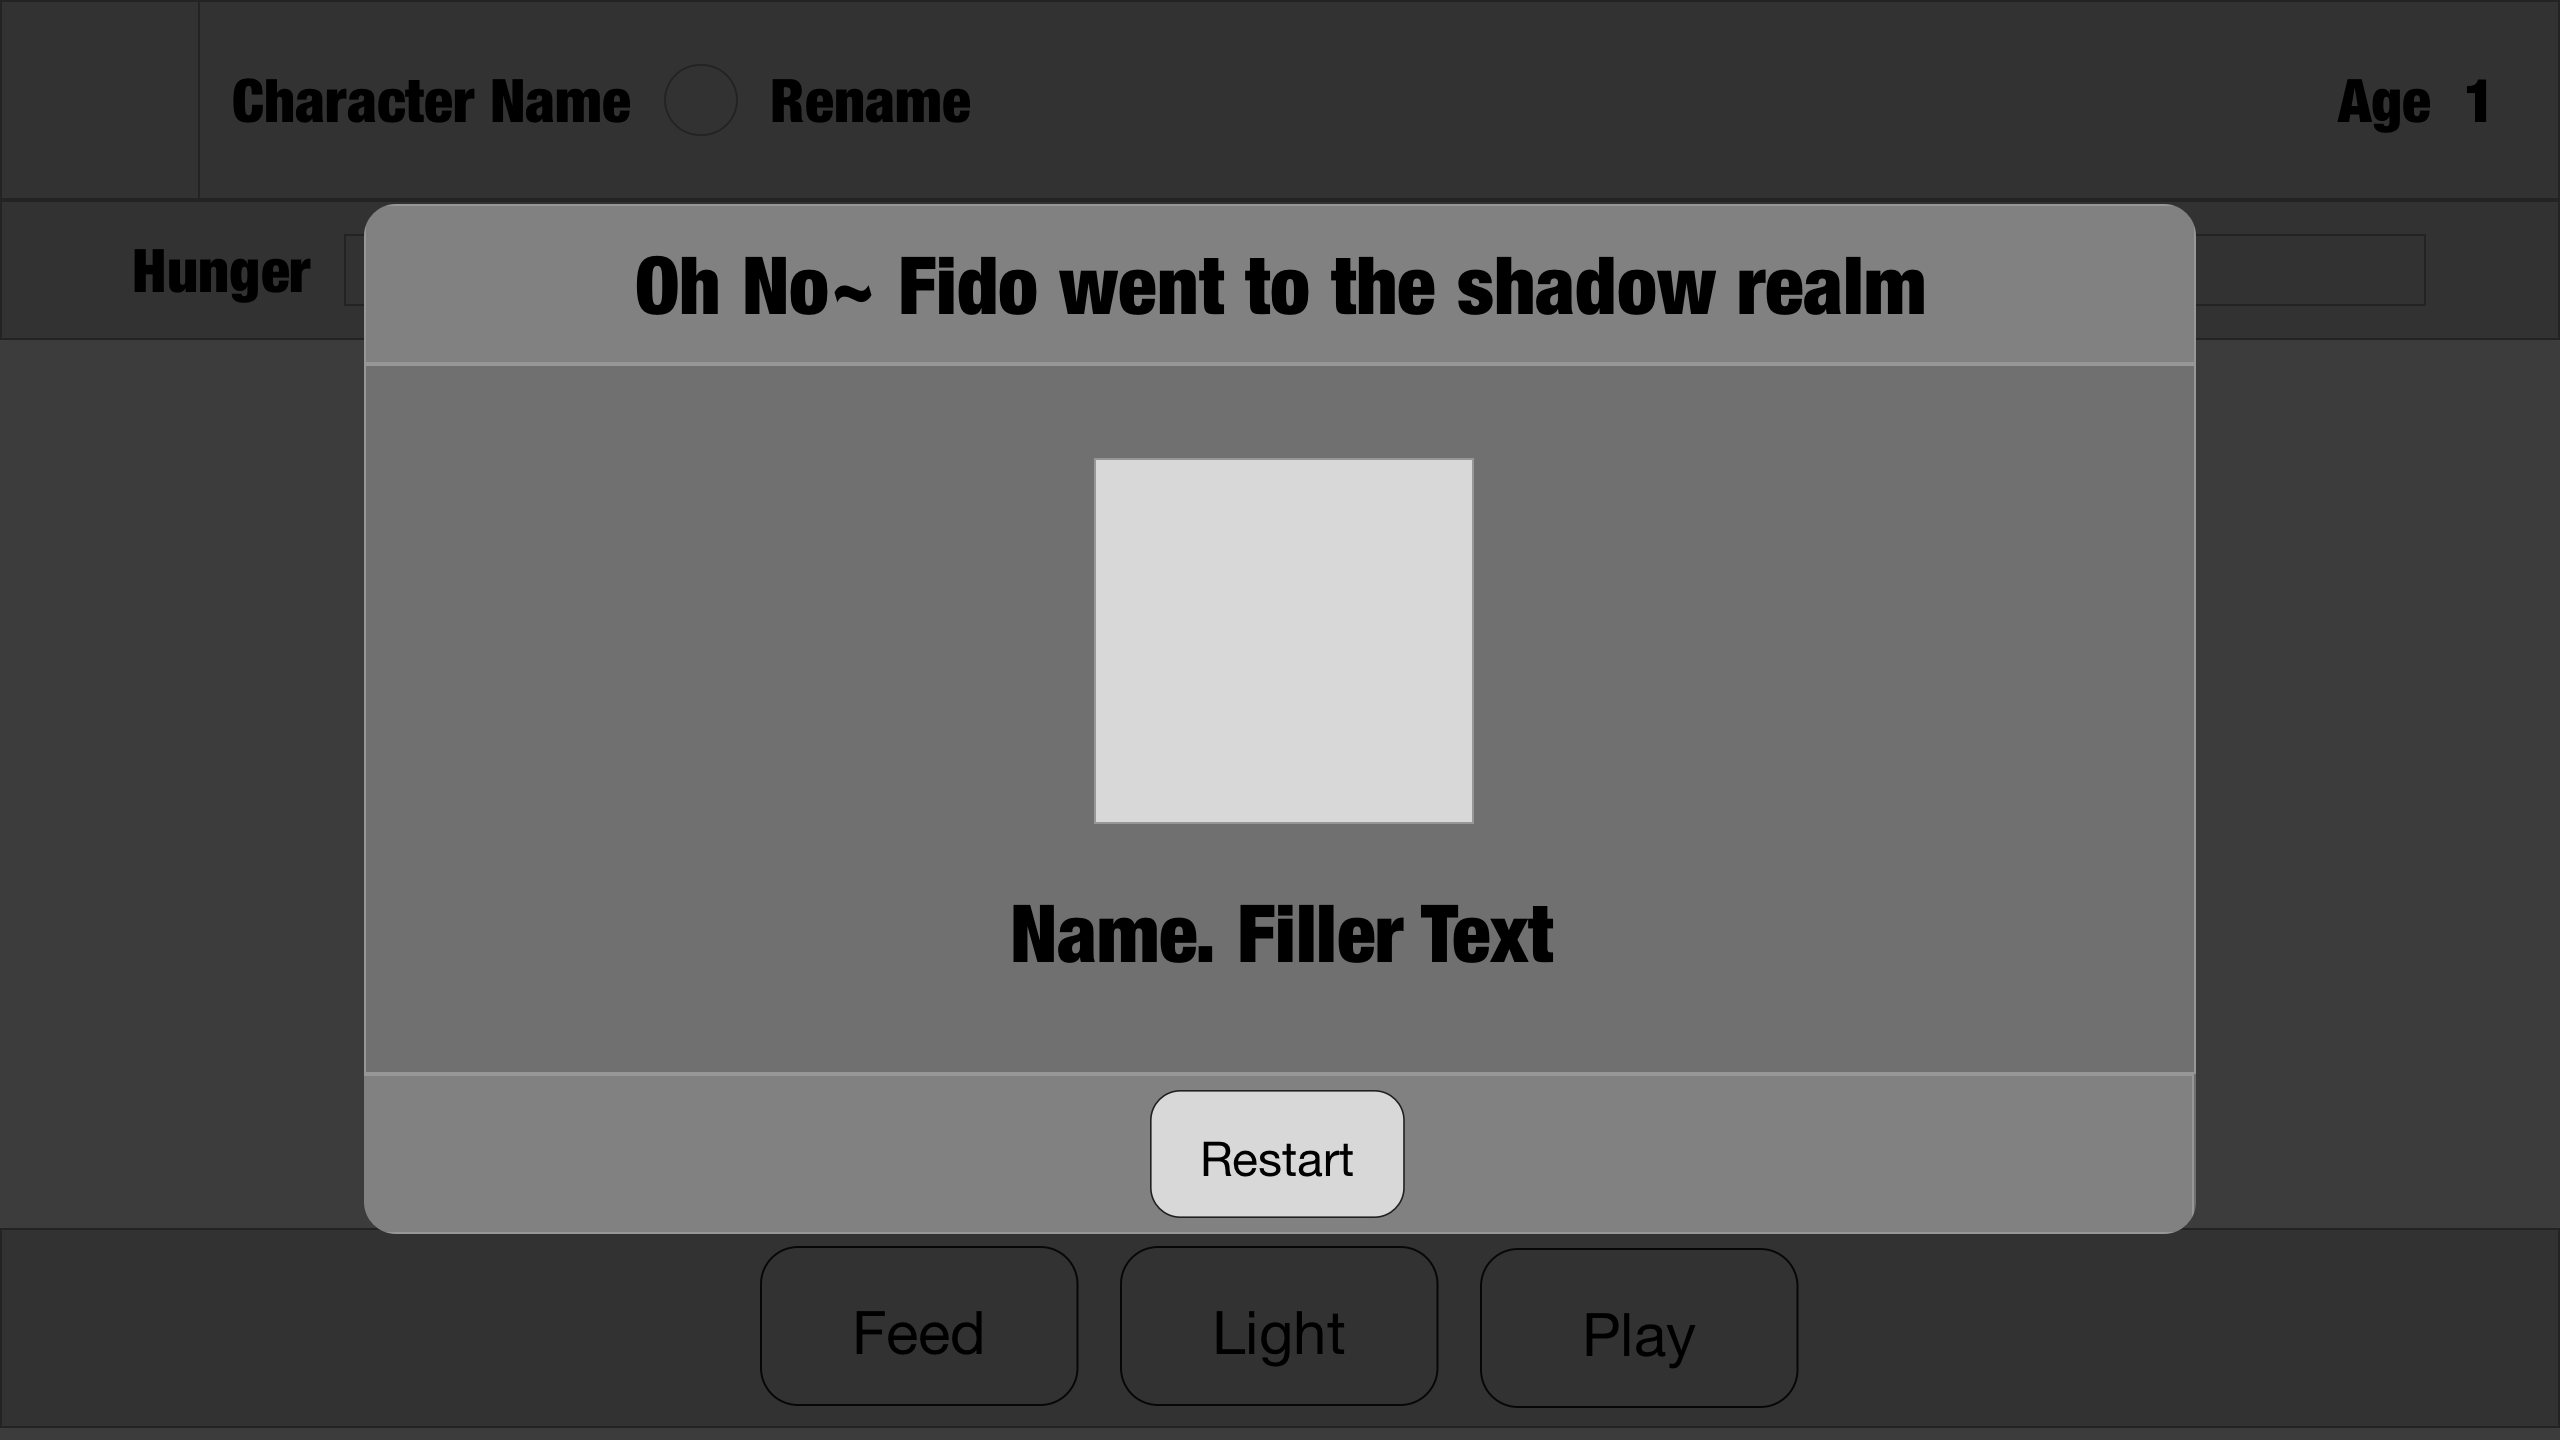 Character Name Rename Age 1
Hunger
Oh No~ Fido went to the shadow realm
Name. Filler Text
Restart
Feed Light Play